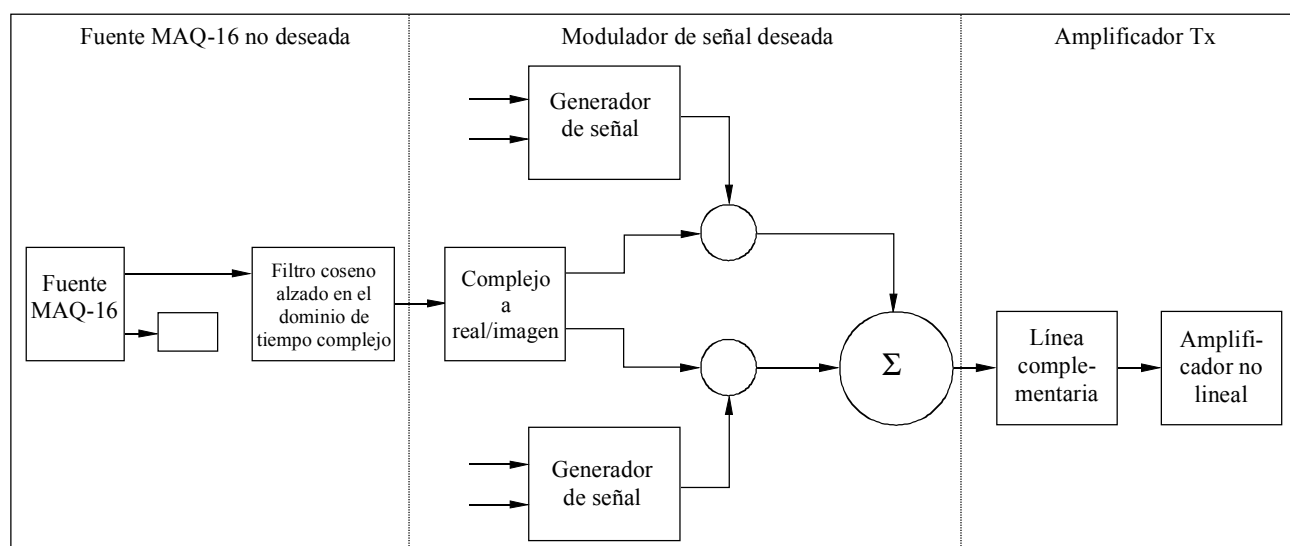 Fuente MAQ-16 no deseada
Modulador de señal deseada
Amplificador Tx
Generador
de señal
Fuente
MAQ-16
Filtro coseno
alzado en el
dominio de
tiempo complejo
Complejo
a
real/imagen
Σ
Línea
comple-
mentaria
Amplifi-
cador no
lineal
Generador
de señal